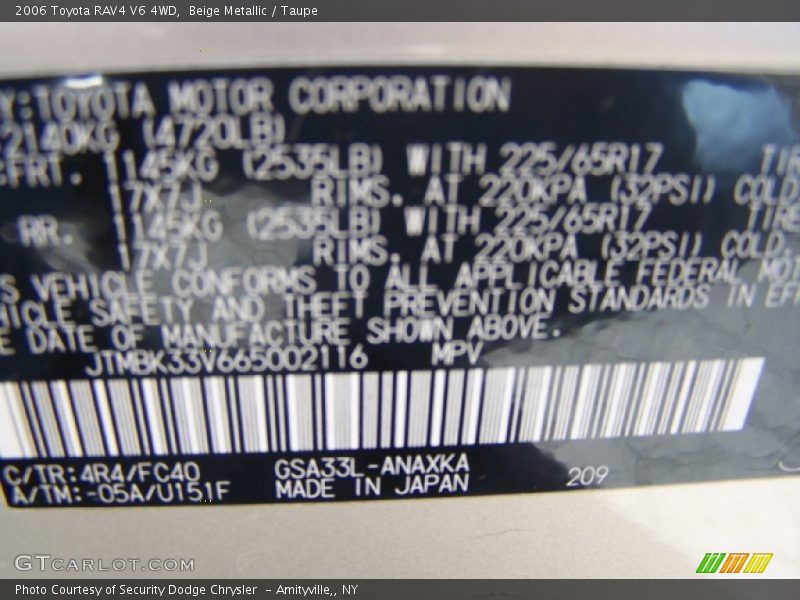 2006 Toyota RAV4 V6 4WD, Beige Metallic / Taupe
Y:TOYOTA MOTOR CORPORATION
2140KG (4720LB)
FRT. 1145KG (2535LB) WITH 225/65R17 TIR
17X7J RIMS. AT 220KPA (32PSI) COLD
RR. 1145KG (2535LB) WITH 225/65R17 TIRE
17X7J RIMS. AT 220KPA (32PSI) COLD.
S VEHICLE CONFORMS TO ALL APPLICABLE FEDERAL MOT
ICLE SAFETY AND THEFT PREVENTION STANDARDS IN EF
E DATE OF MANUFACTURE SHOWN ABOVE.
JTMBK33V665002116 MPV
C/TR:4R4/FC40 GSA33L-ANAXKA 209
A/TM:-05A/U151F MADE IN JAPAN
GTCARLOT.COM
Photo Courtesy of Security Dodge Chrysler - Amityville,, NY